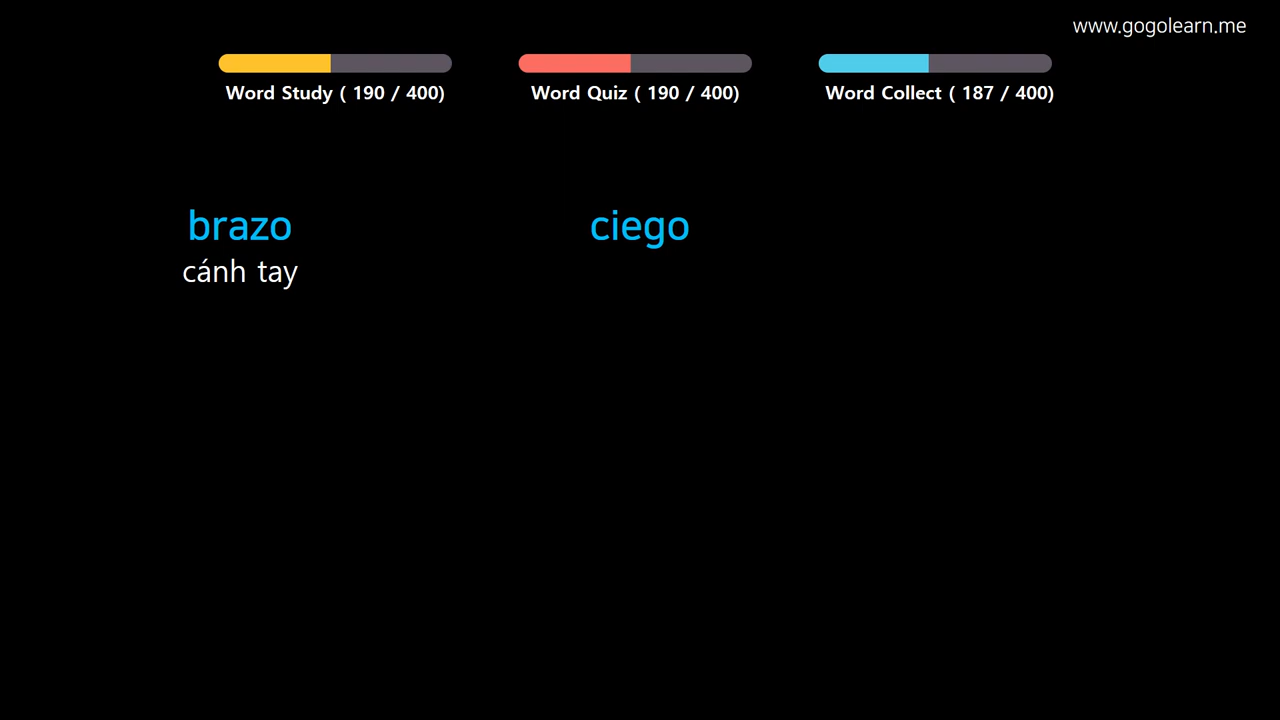 www.gogolearn.me
Word Study ( 190 / 400)
Word Quiz ( 190 / 400)
Word Collect ( 187 / 400)
brazo
cánh tay
ciego